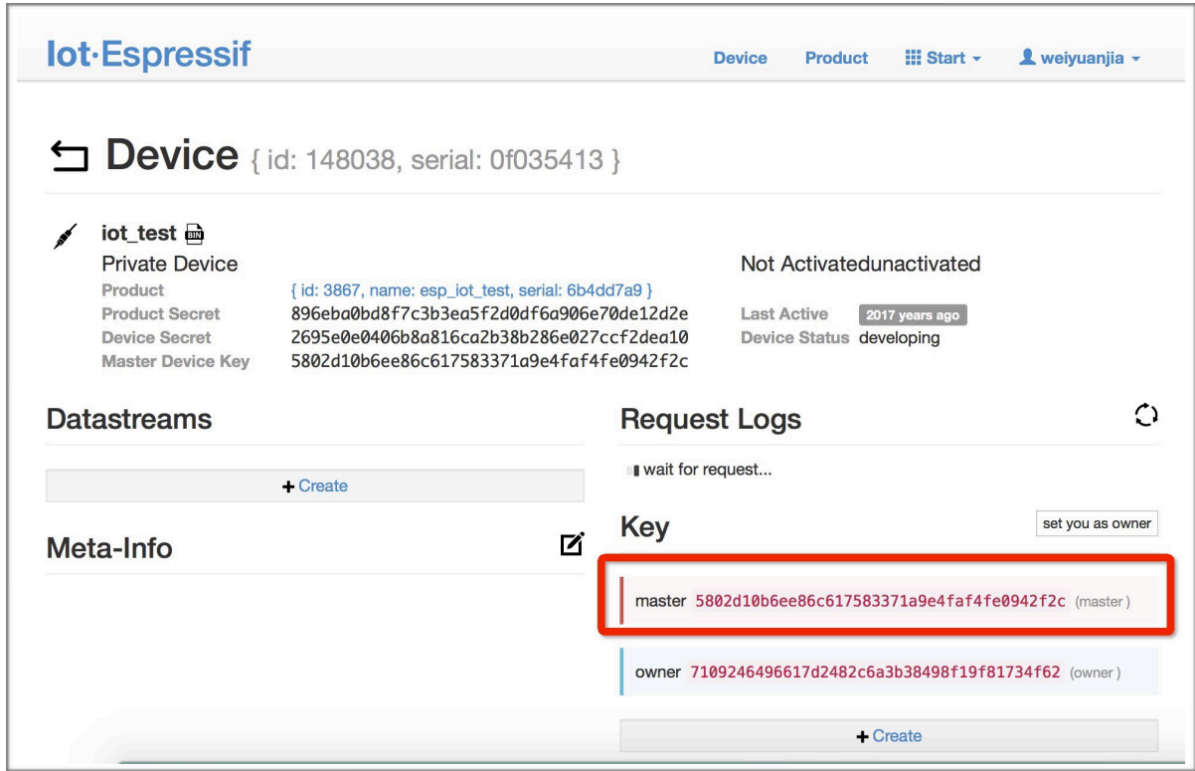 Iot·Espressif
Device Product Start weiyuanjia
Device { id: 148038, serial: 0f035413 }
iot_test BIN
Private Device
Not Activatedunactivated
Product { id: 3867, name: esp_iot_test, serial: 6b4dd7a9 }
Product Secret 896eba0bd8f7c3b3ea5f2d0df6a906e70de12d2e
Last Active 2017 years ago
Device Secret 2695e0e0406b8a816ca2b38b286e027ccf2dea10
Device Status developing
Master Device Key 5802d10b6ee86c617583371a9e4faf4fe0942f2c
Datastreams
+ Create
Meta-Info
Request Logs
wait for request...
Key
set you as owner
master 5802d10b6ee86c617583371a9e4faf4fe0942f2c (master )
owner 7109246496617d2482c6a3b38498f19f81734f62 (owner )
+ Create